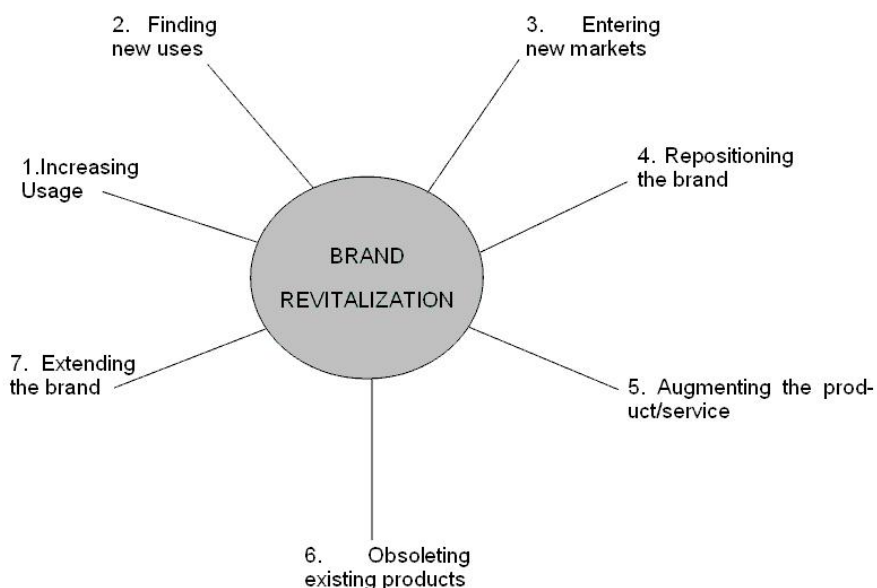 2. Finding
new uses
3. Entering
new markets
1.Increasing
Usage
4. Repositioning
the brand
BRAND
REVITALIZATION
7. Extending
the brand
5. Augmenting the prod-
uct/service
6. Obsoleting
existing products